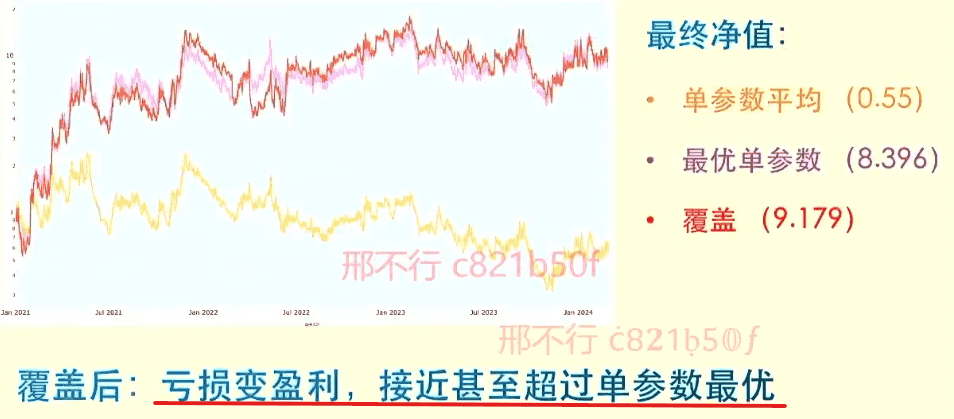 最终净值：
• 单参数平均 （0.55）
• 最优单参数 （8.396）
• 覆盖 （9.179）
10
Jan 2021 Jul 2021 Jan 2022 Jul 2022 Jan 2023 Jul 2023 Jan 2024
邢不行 c821b50f
邢不行 c821b50f
覆盖后：亏损变盈利，接近甚至超过单参数最优